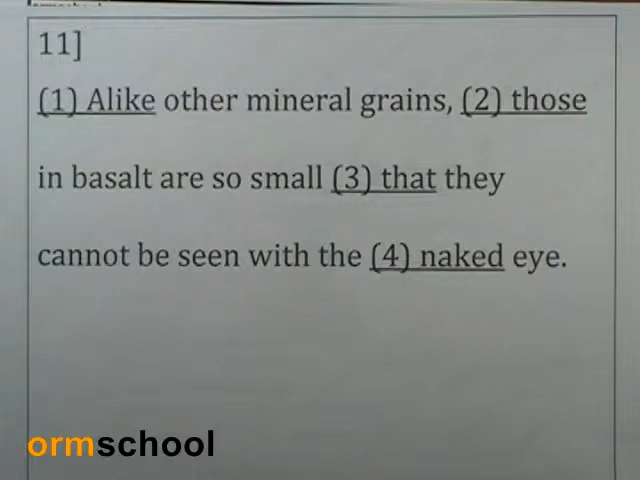 11]
(1) Alike other mineral grains, (2) those
in basalt are so small (3) that they
cannot be seen with the (4) naked eye.
ormschool